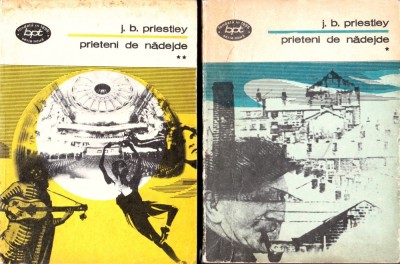 j. b. priestley
prieteni de nădejde
**
bpt
j. b. priestley
prieteni de nădejde
*
bpt